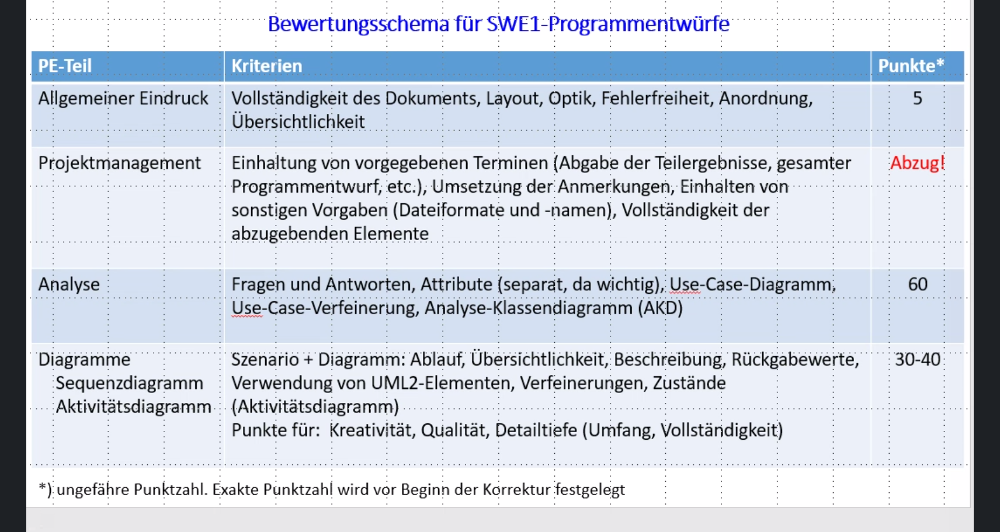 Bewertungsschema für SWE1-Programmentwürfe
PE-Teil
Kriterien
Punkte*
Allgemeiner Eindruck
Vollständigkeit des Dokuments, Layout, Optik, Fehlerfreiheit, Anordnung,
Übersichtlichkeit
5
Projektmanagement
Einhaltung von vorgegebenen Terminen (Abgabe der Teilergebnisse, gesamter
Programmentwurf, etc.), Umsetzung der Anmerkungen, Einhalten von
sonstigen Vorgaben (Dateiformate und -namen), Vollständigkeit der
abzugebenden Elemente
Abzug!
Analyse
Fragen und Antworten, Attribute (separat, da wichtig), Use-Case-Diagramm,
Use-Case-Verfeinerung, Analyse-Klassendiagramm (AKD)
60
Diagramme
Sequenzdiagramm
Aktivitätsdiagramm
Szenario + Diagramm: Ablauf, Übersichtlichkeit, Beschreibung, Rückgabewerte,
Verwendung von UML2-Elementen, Verfeinerungen, Zustände
(Aktivitätsdiagramm)
Punkte für: Kreativität, Qualität, Detailtiefe (Umfang, Vollständigkeit)
30-40
*) ungefähre Punktzahl. Exakte Punktzahl wird vor Beginn der Korrektur festgelegt